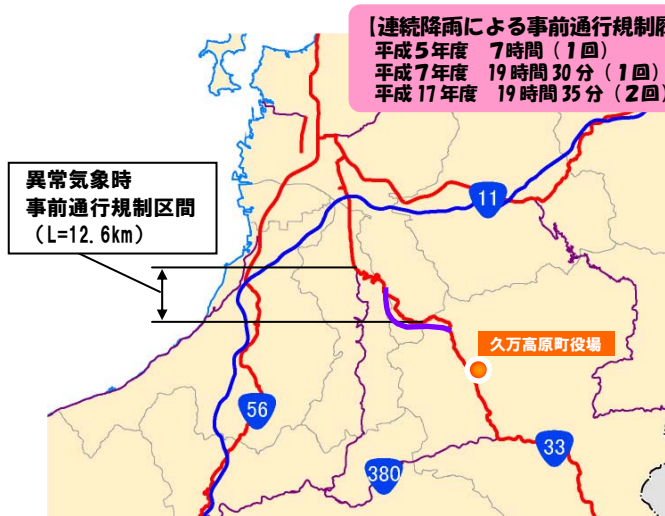 【連続降雨による事前通行規制履
平成5年度 7時間(1回)
平成7年度 19時間30分(1回)
平成17年度 19時間35分(2回)
異常気象時
事前通行規制区間
(L=12.6km)
11
久万高原町役場
56
33
380